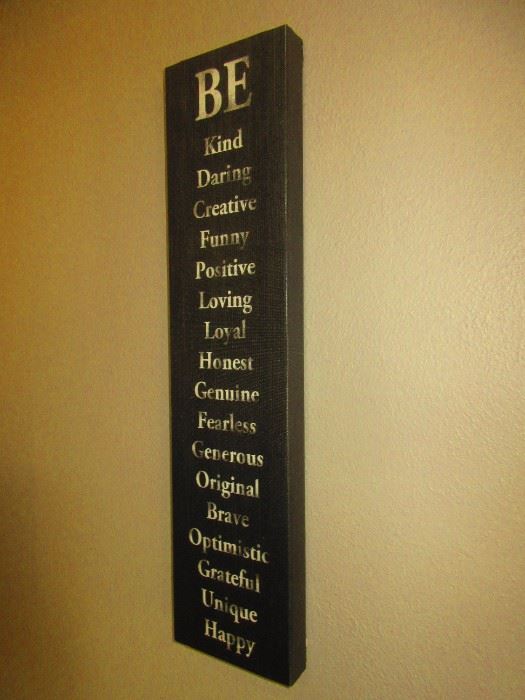 BE
Kind
Daring
Creative
Funny
Positive
Loving
Loyal
Honest
Genuine
Fearless
Generous
Original
Brave
Optimistic
Grateful
Unique
Happy